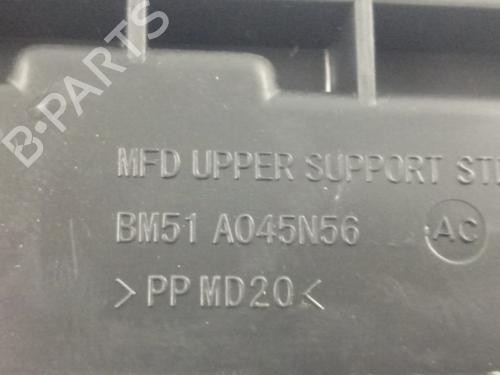 B-PARTS
MFD UPPER SUPPORT
BM51 A045N56 AC
>PP MD20<